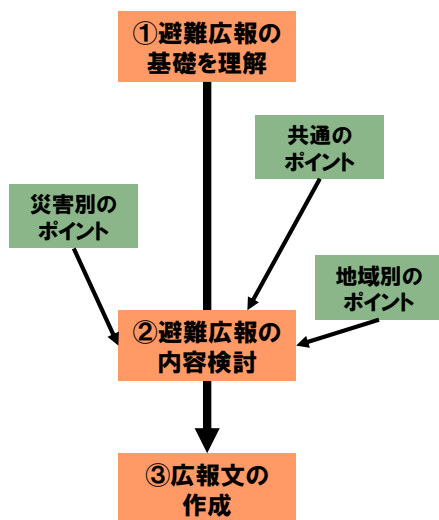 ①避難広報の
基礎を理解
共通の
ポイント
災害別の
ポイント
地域別の
ポイント
②避難広報の
内容検討
③広報文の
作成